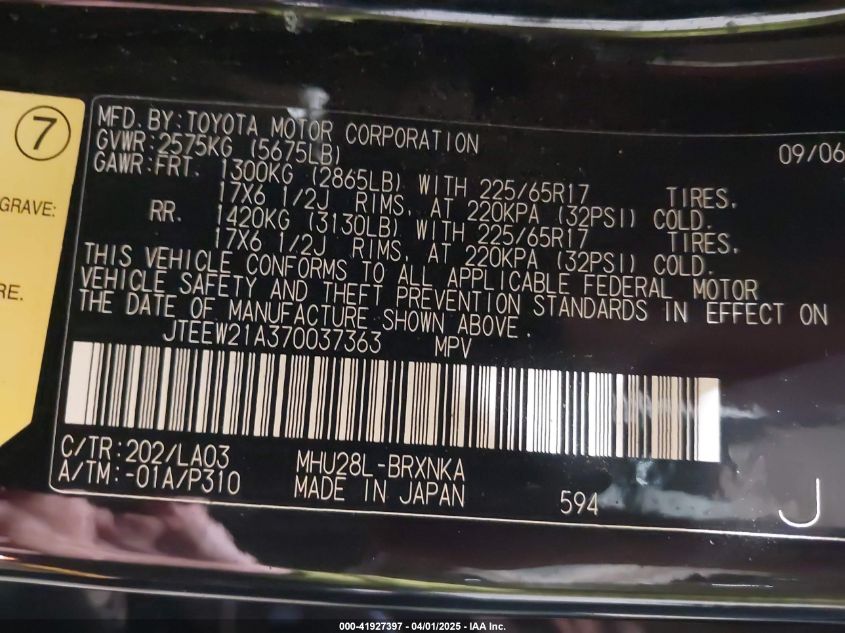 7
GRAVE:
RE.
MFD. BY: TOYOTA MOTOR CORPORATION 09/06
GVWR: 2575KG (5675LB)
GAWR: FRT. 1300KG (2865LB) WITH 225/65R17 TIRES,
17X6 1/2J RIMS, AT 220KPA (32PSI) COLD.
RR. 1420KG (3130LB) WITH 225/65R17 TIRES,
17X6 1/2J RIMS, AT 220KPA (32PSI) COLD.
THIS VEHICLE CONFORMS TO ALL APPLICABLE FEDERAL MOTOR
VEHICLE SAFETY AND THEFT PREVENTION STANDARDS IN EFFECT ON
THE DATE OF MANUFACTURE SHOWN ABOVE.
JTEEW21A370037363 MPV
C/TR: 202/LA03 MHU28L-BRXNKA
A/TM: -01A/P310 MADE IN JAPAN 594 J
000-41927397 - 04/01/2025 - IAA Inc.